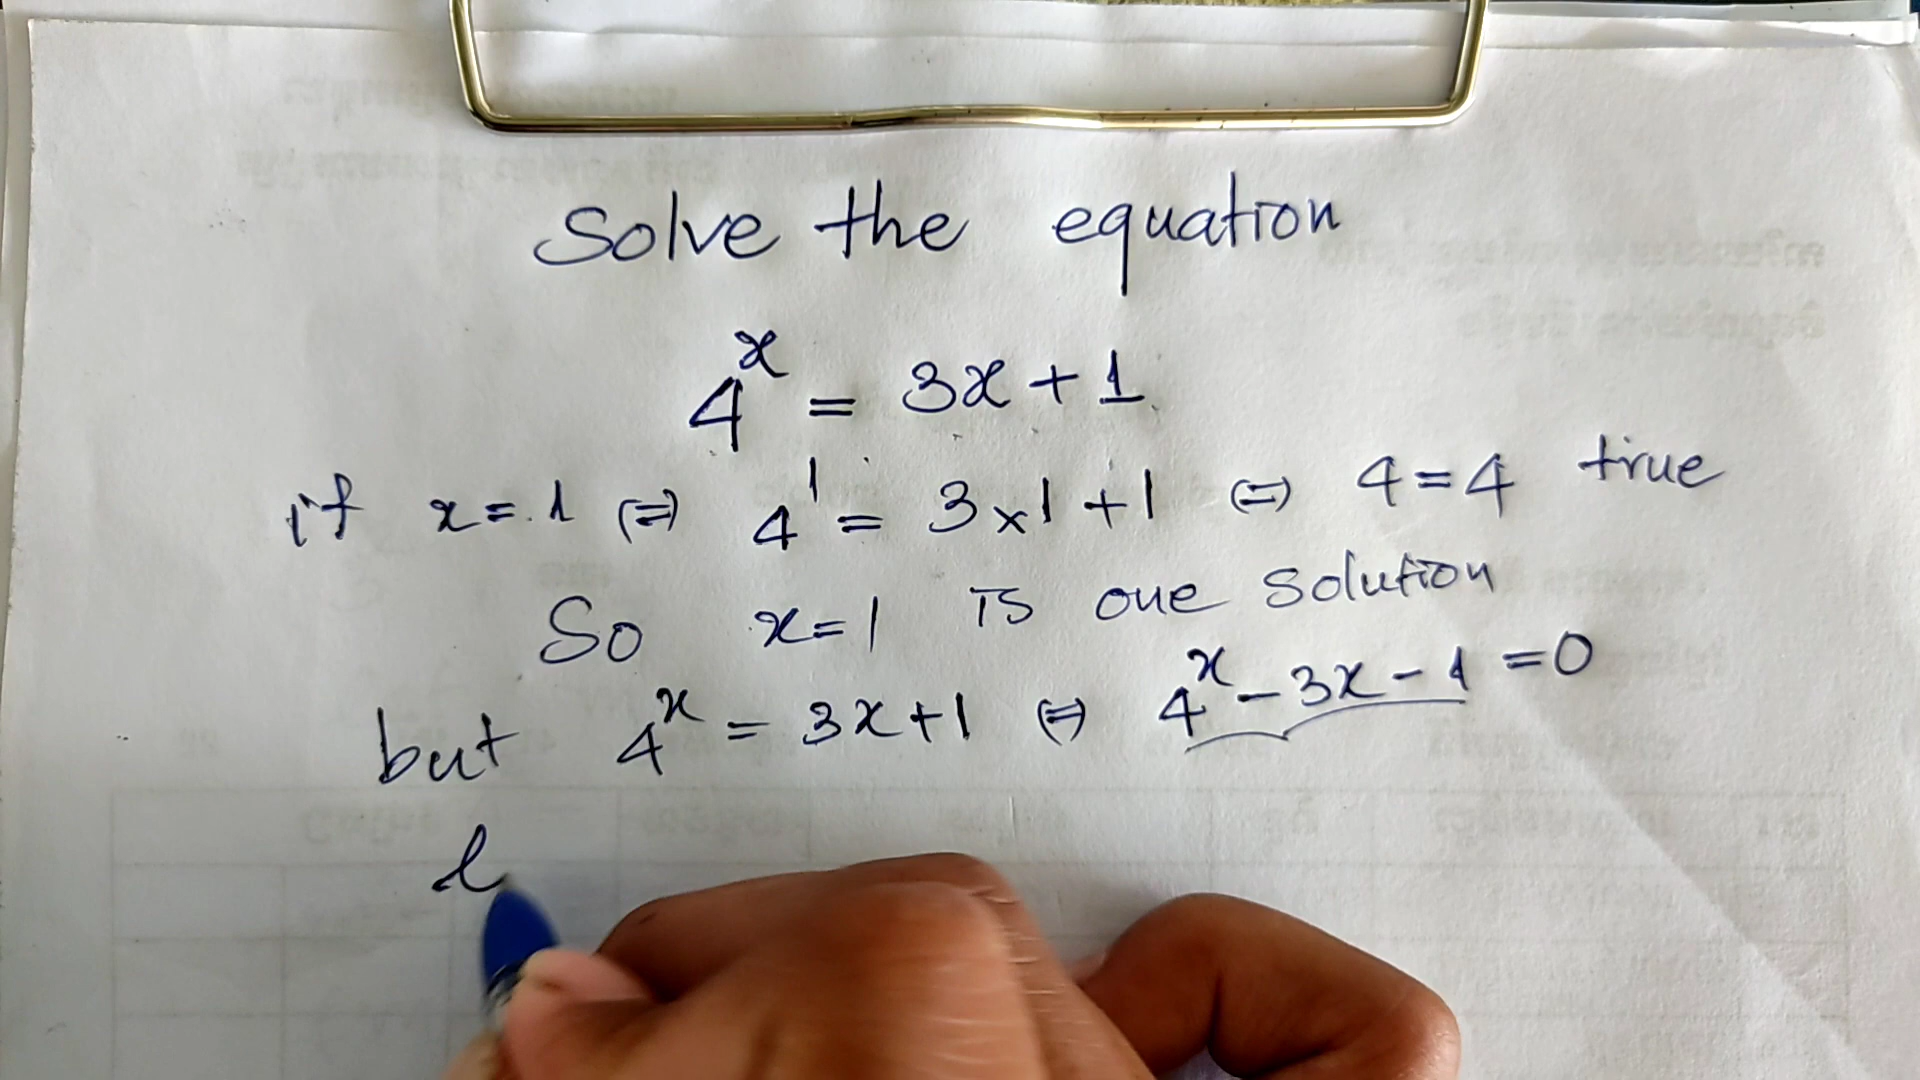 Solve the equation
4^x = 3x + 1
if x = 1 (=) 4^1 = 3 x 1 + 1 (=) 4 = 4 true
So x = 1 is one solution
but 4^x = 3x + 1 (=) 4^x - 3x - 1 = 0
l